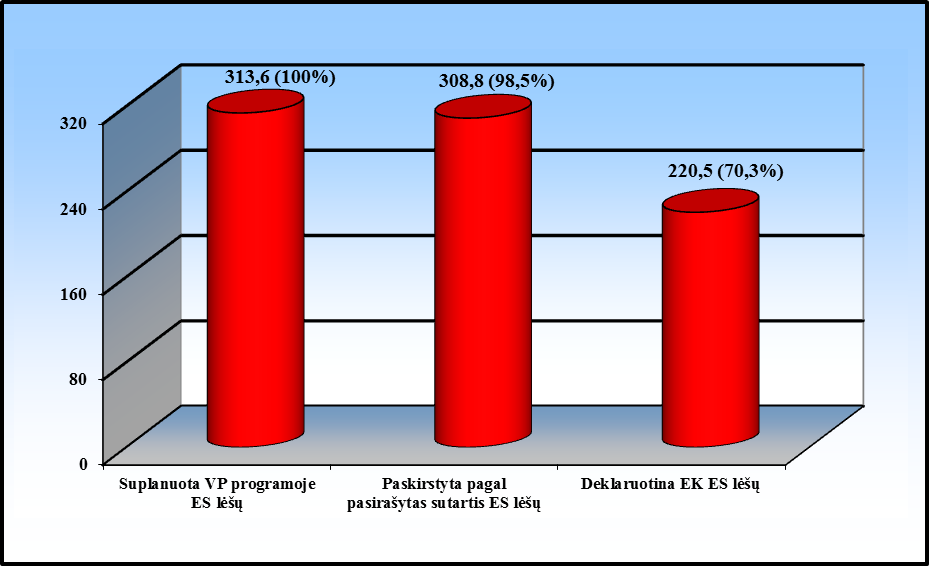 313,6 (100%)
308,8 (98,5%)
220,5 (70,3%)
320
240
160
80
0
Suplanuota VP programoje
ES lėšų
Paskirstyta pagal
pasirašytas sutartis ES lėšų
Deklaruotina EK ES lėšų